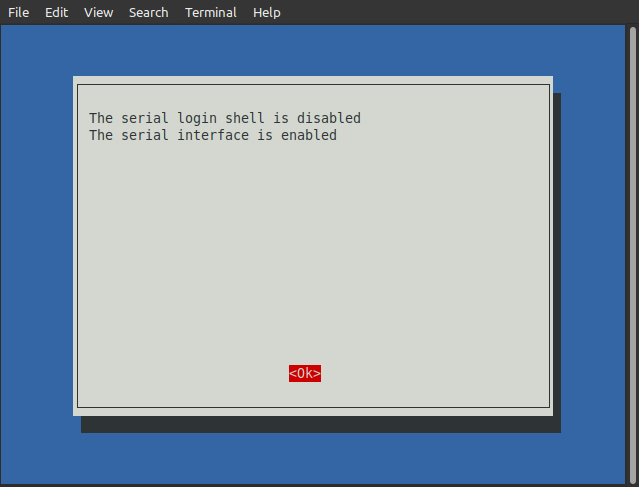 File Edit View Search Terminal Help
The serial login shell is disabled
The serial interface is enabled
<Ok>